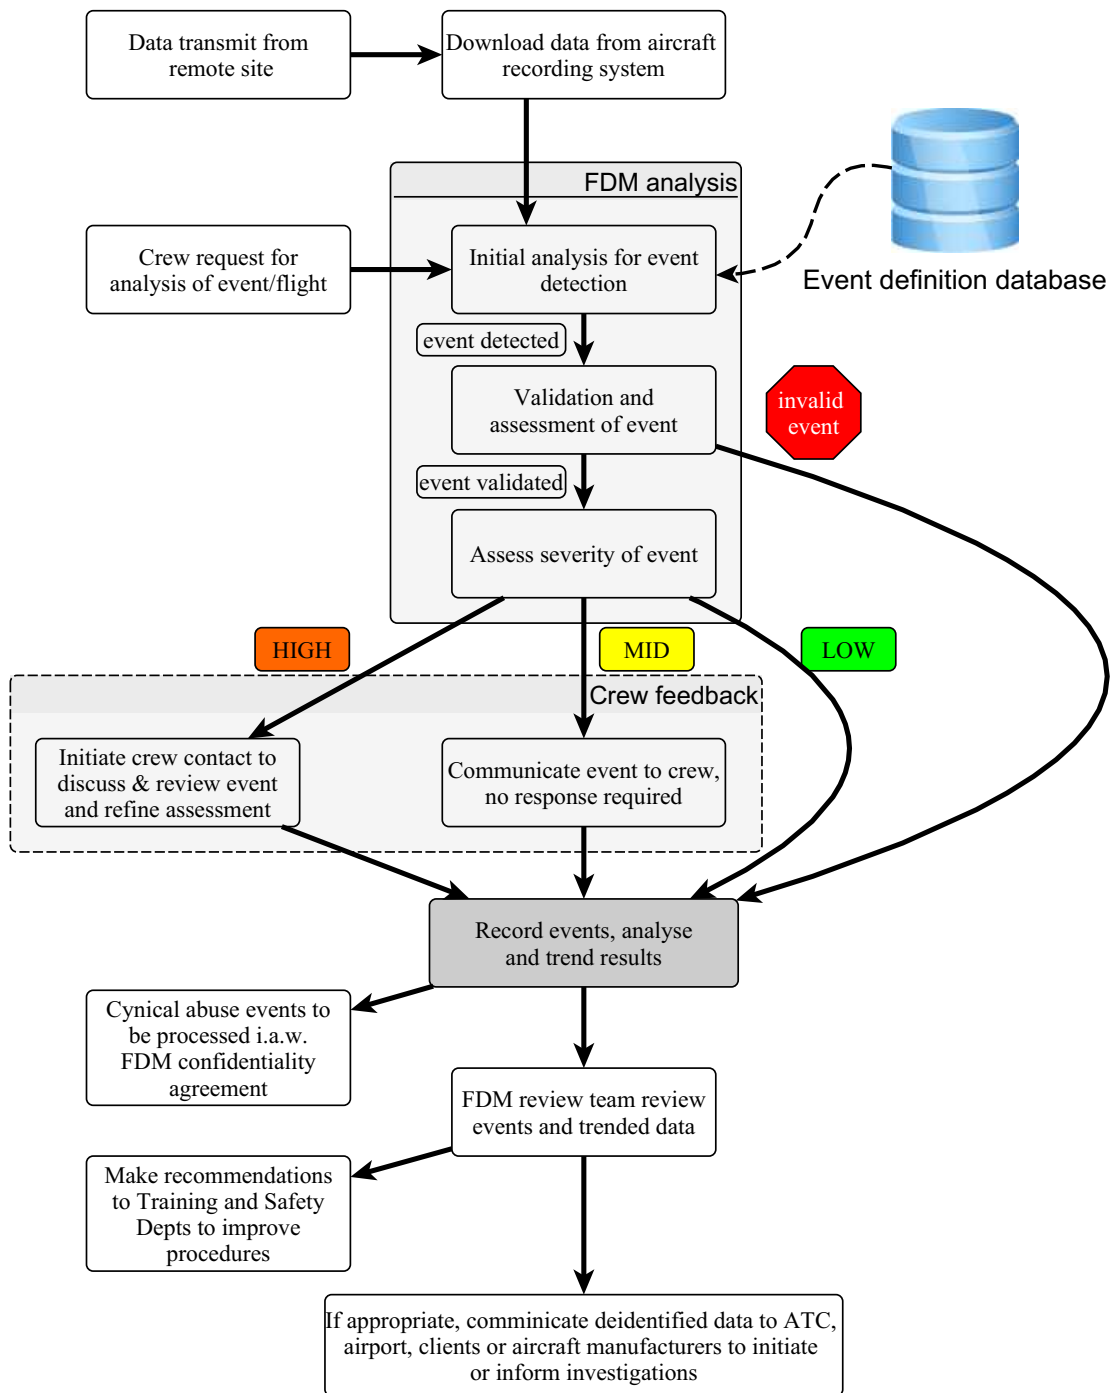 Data transmit from
remote site
Download data from aircraft
recording system
FDM analysis
Crew request for
analysis of event/flight
Initial analysis for event
detection
Event definition database
event detected
Validation and
assessment of event
invalid
event
event validated
Assess severity of event
HIGH
MID
LOW
Crew feedback
Initiate crew contact to
discuss & review event
and refine assessment
Communicate event to crew,
no response required
Record events, analyse
and trend results
Cynical abuse events to
be processed i.a.w.
FDM confidentiality
agreement
FDM review team review
events and trended data
Make recommendations
to Training and Safety
Depts to improve
procedures
If appropriate, comminicate deidentified data to ATC,
airport, clients or aircraft manufacturers to initiate
or inform investigations